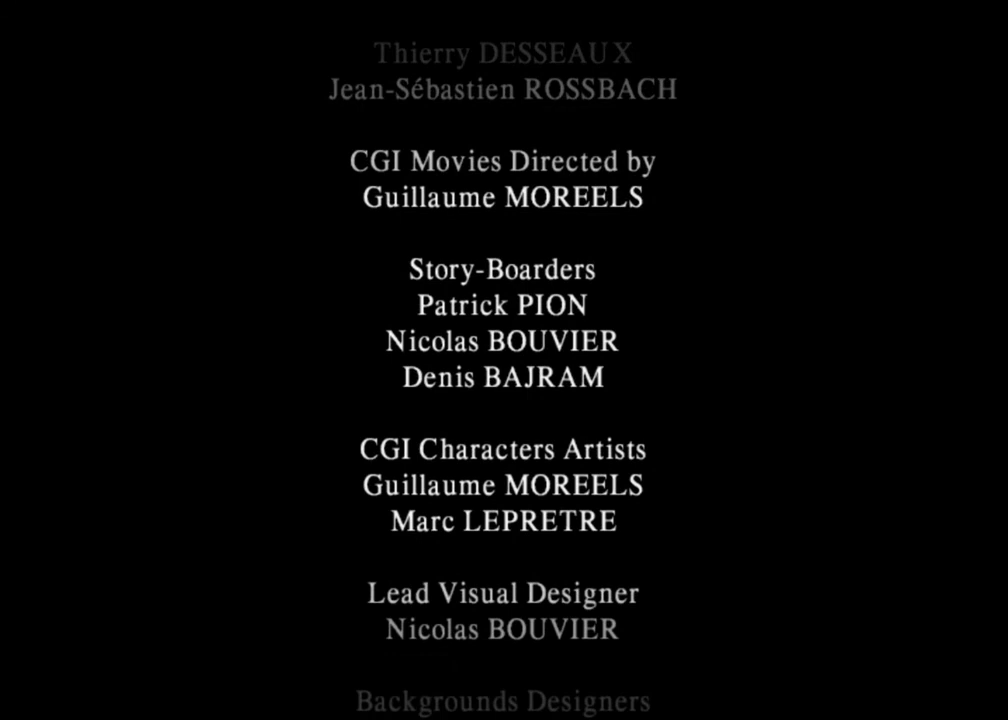 Thierry DESSEAUX
Jean-Sébastien ROSSBACH
CGI Movies Directed by
Guillaume MOREELS
Story-Boarders
Patrick PION
Nicolas BOUVIER
Denis BAJRAM
CGI Characters Artists
Guillaume MOREELS
Marc LEPRETRE
Lead Visual Designer
Nicolas BOUVIER
Backgrounds Designers